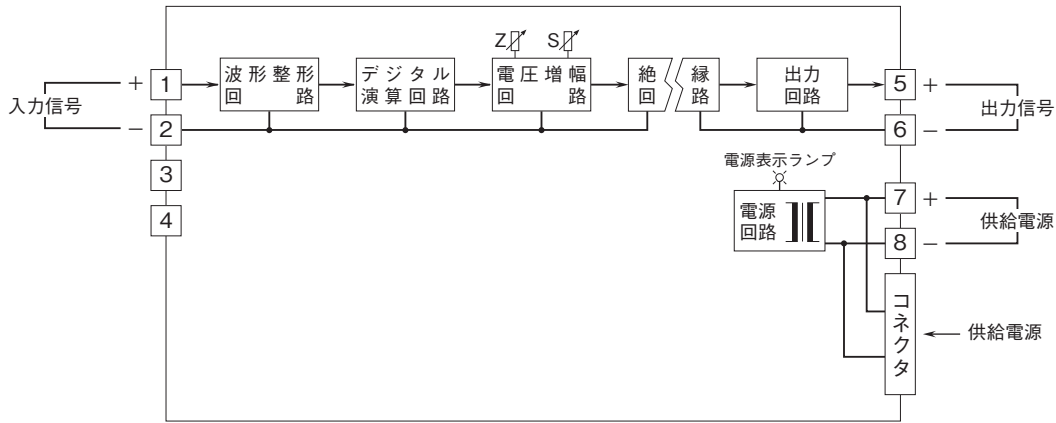 Z S
波形整形
回路
デジタル
演算回路
電圧増幅
回路
絶縁
回路
出力
回路
+ 1
入力信号
− 2
3
4
5 +
出力信号
6 −
電源表示ランプ
電源
回路
7 +
供給電源
8 −
コネクタ
供給電源